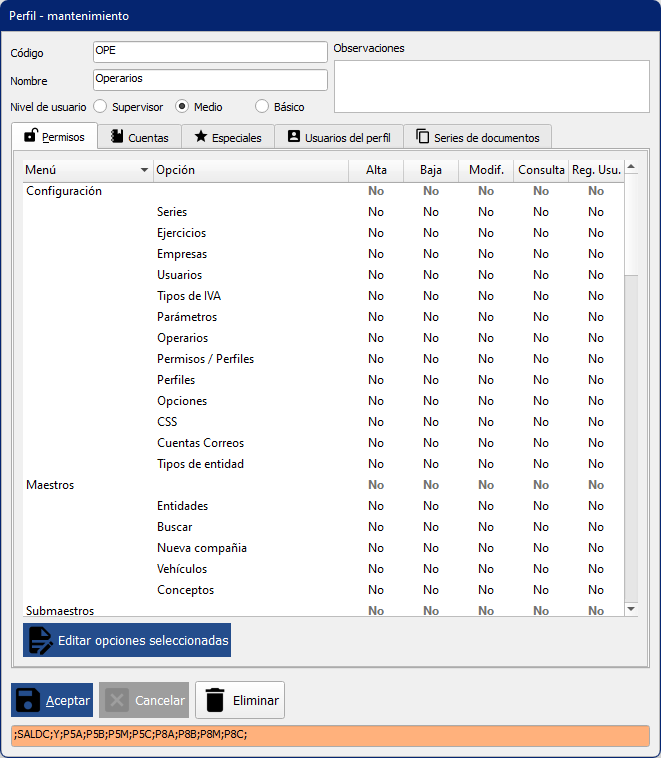 Perfil - mantenimiento
Código OPE
Observaciones
Nombre Operarios
Nivel de usuario Supervisor Medio Básico
Permisos Cuentas Especiales Usuarios del perfil Series de documentos
Menú Opción Alta Baja Modif. Consulta Reg. Usu.
Configuración No No No No No
Series No No No No No
Ejercicios No No No No No
Empresas No No No No No
Usuarios No No No No No
Tipos de IVA No No No No No
Parámetros No No No No No
Operarios No No No No No
Permisos / Perfiles No No No No No
Perfiles No No No No No
Opciones No No No No No
CSS No No No No No
Cuentas Correos No No No No No
Tipos de entidad No No No No No
Maestros No No No No No
Entidades No No No No No
Buscar No No No No No
Nueva compañia No No No No No
Vehículos No No No No No
Conceptos No No No No No
Submaestros No No No No No
Editar opciones seleccionadas
Aceptar Cancelar Eliminar
;SALDC;Y;P5A;P5B;P5M;P5C;P8A;P8B;P8M;P8C;